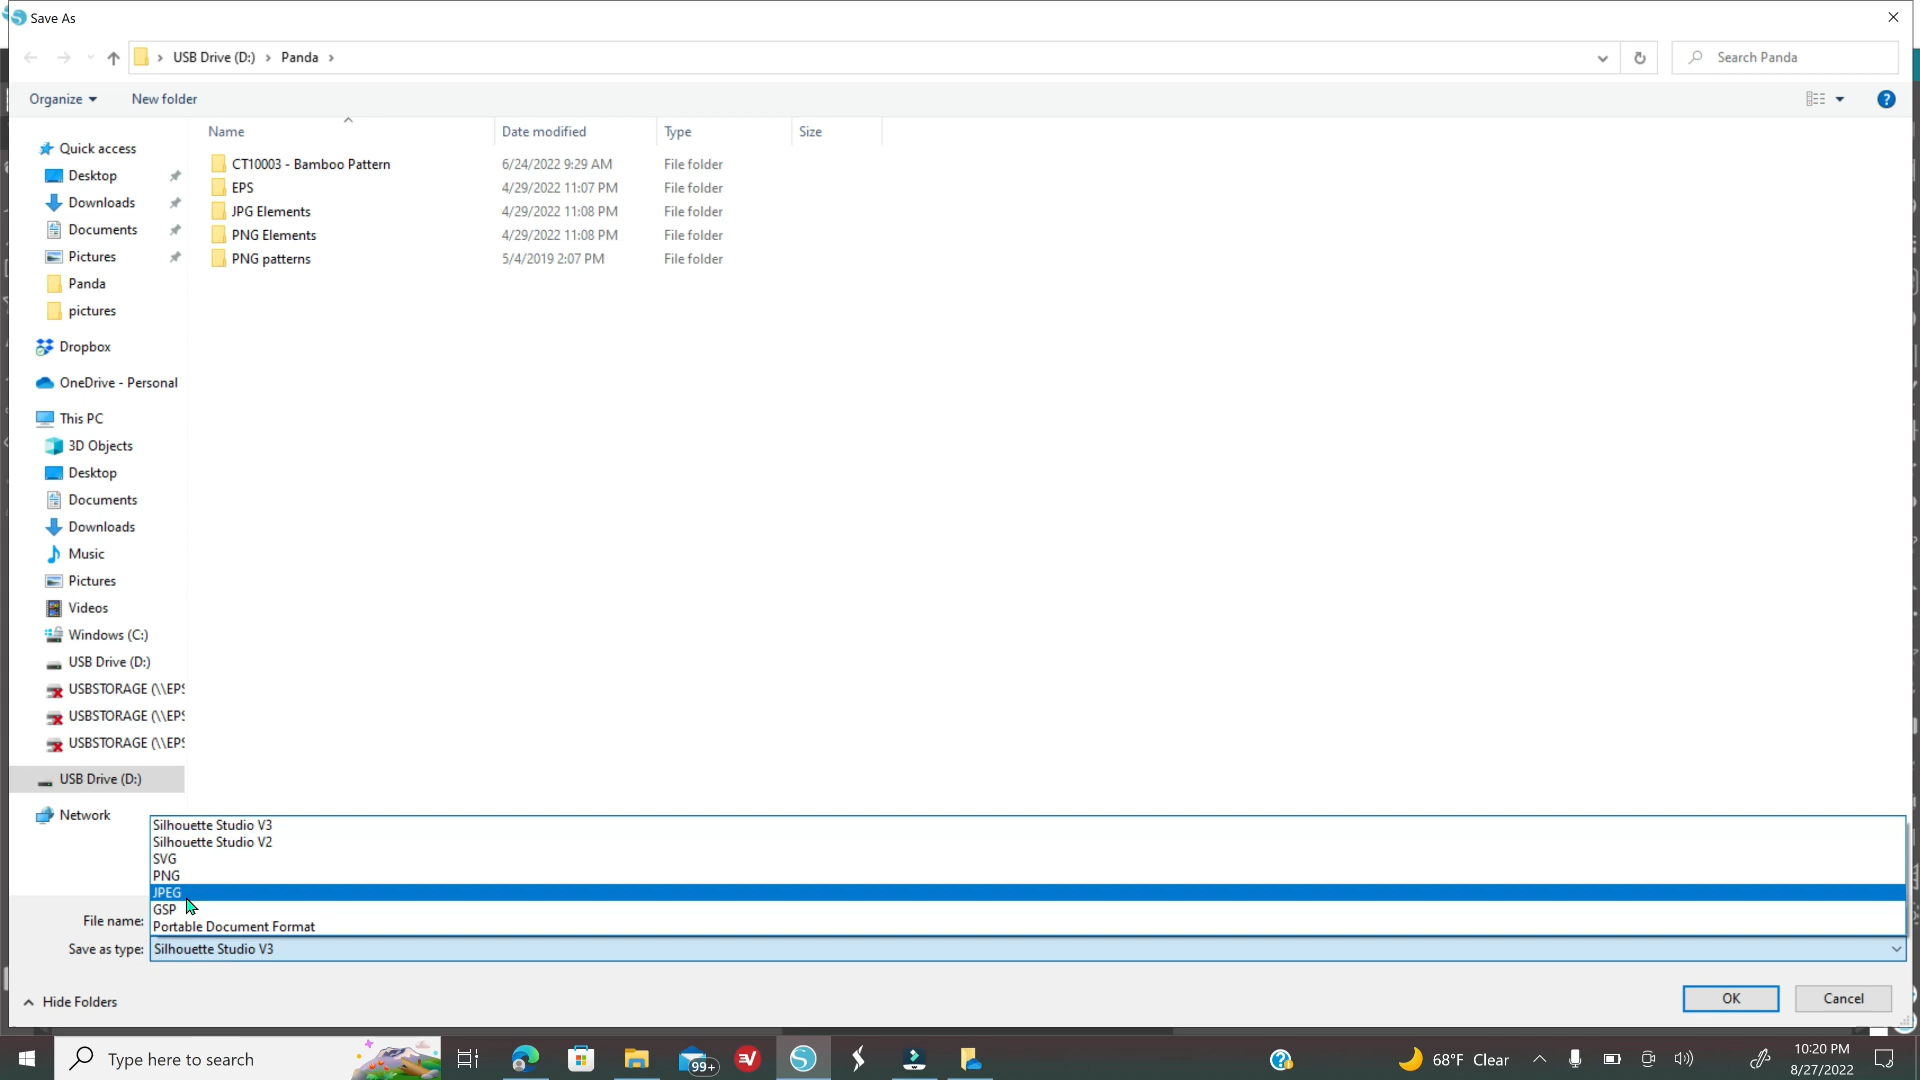 Save As
USB Drive (D:) › Panda ›
Search Panda
Organize
New folder
Name Date modified Type Size
CT10003 - Bamboo Pattern 6/24/2022 9:29 AM File folder
EPS 4/29/2022 11:07 PM File folder
JPG Elements 4/29/2022 11:08 PM File folder
PNG Elements 4/29/2022 11:08 PM File folder
PNG patterns 5/4/2019 2:07 PM File folder
Quick access
Desktop
Downloads
Documents
Pictures
Panda
pictures
Dropbox
OneDrive - Personal
This PC
3D Objects
Desktop
Documents
Downloads
Music
Pictures
Videos
Windows (C:)
USB Drive (D:)
USBSTORAGE (\\EPS
USBSTORAGE (\\EPS
USBSTORAGE (\\EPS
USB Drive (D:)
Network
Silhouette Studio V3
Silhouette Studio V2
SVG
PNG
JPEG
GSP
Portable Document Format
File name:
Save as type: Silhouette Studio V3
Hide Folders
OK
Cancel
Type here to search
99+
68°F Clear
10:20 PM
8/27/2022